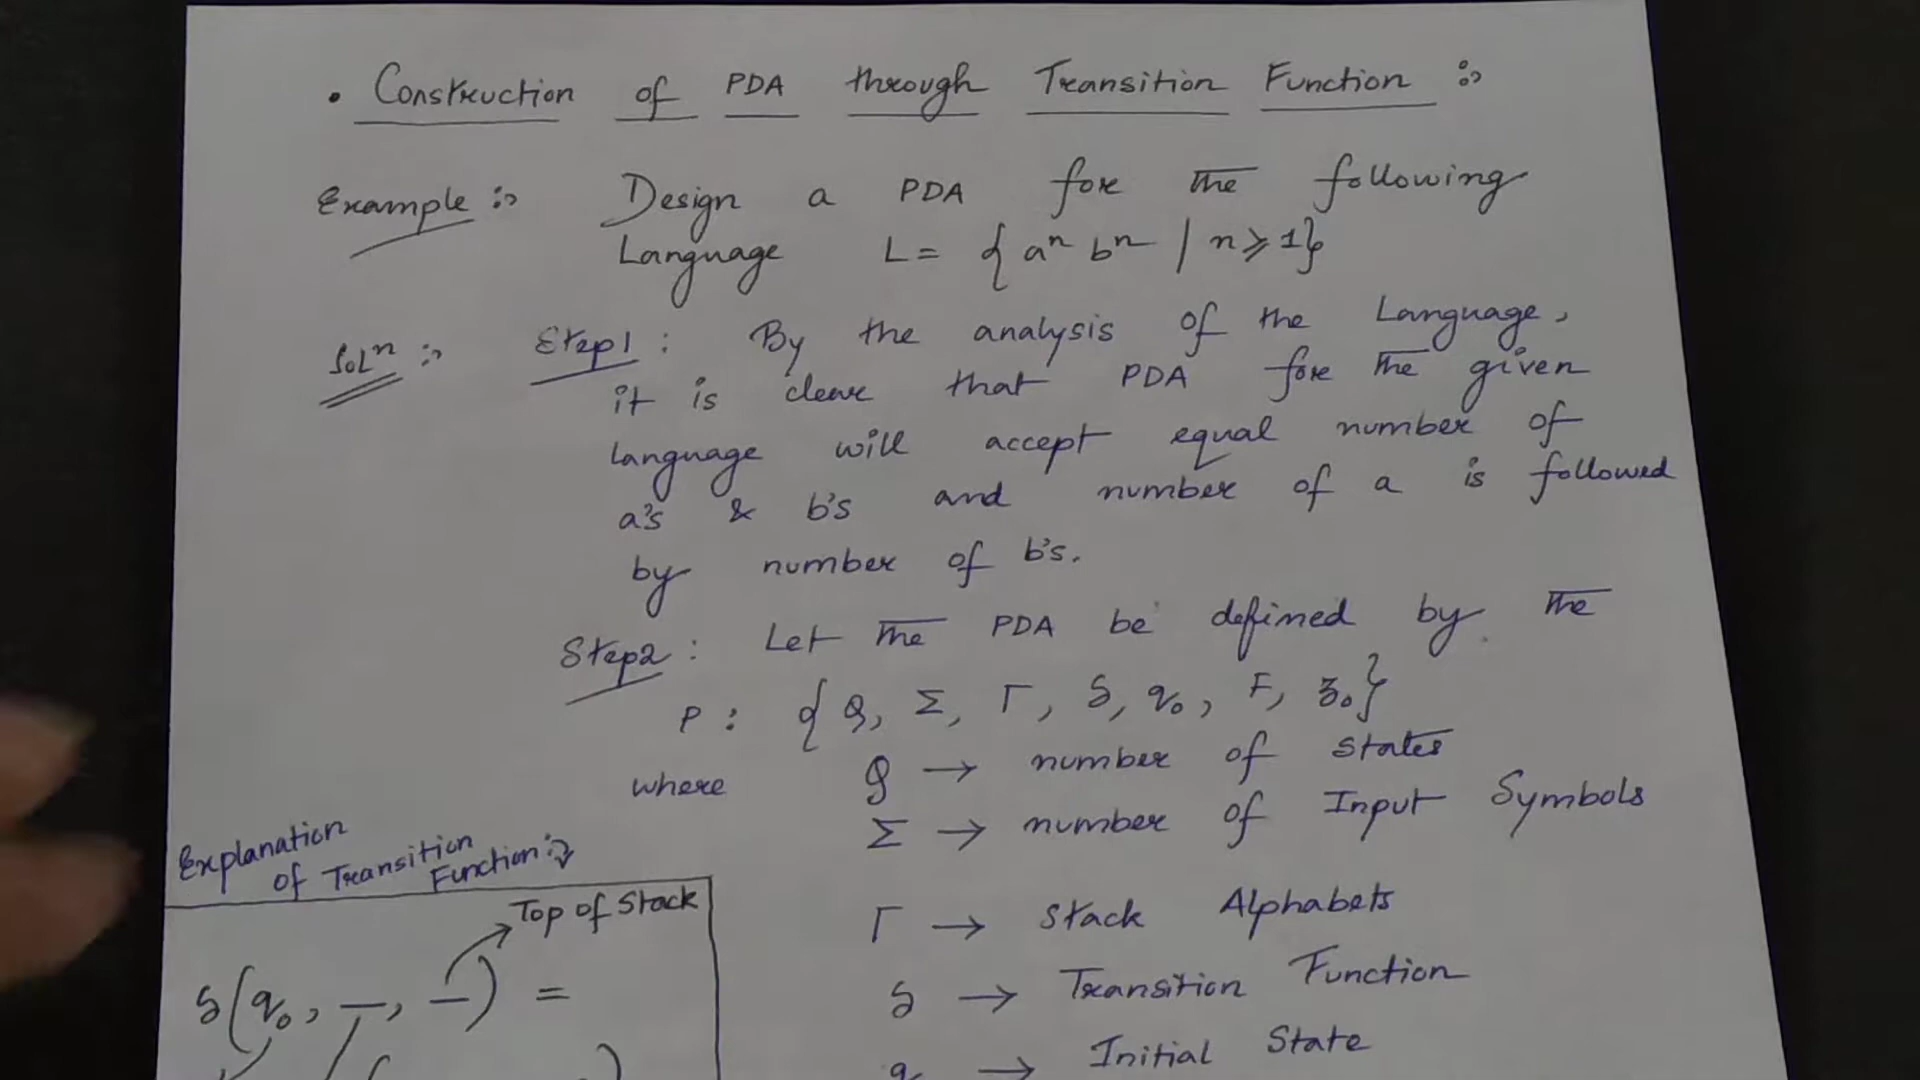 • Construction of PDA through Transition Function :-
Example :- Design a PDA for the following
Language L = { aⁿ bⁿ / n ≥ 1 }
Solⁿ :- Step1 : By the analysis of the Language,
it is clear that PDA for the given
language will accept equal number of
a's & b's and number of a is followed
by number of b's.
Step2 : Let the PDA be defined by the
P : { Q, Σ, Γ, δ, q₀, F, z₀ }
where Q → number of states
Σ → number of Input Symbols
Γ → Stack Alphabets
δ → Transition Function
q → Initial State
Explanation
of Transition
Function :-
Top of Stack
δ(q₀, —, —) =